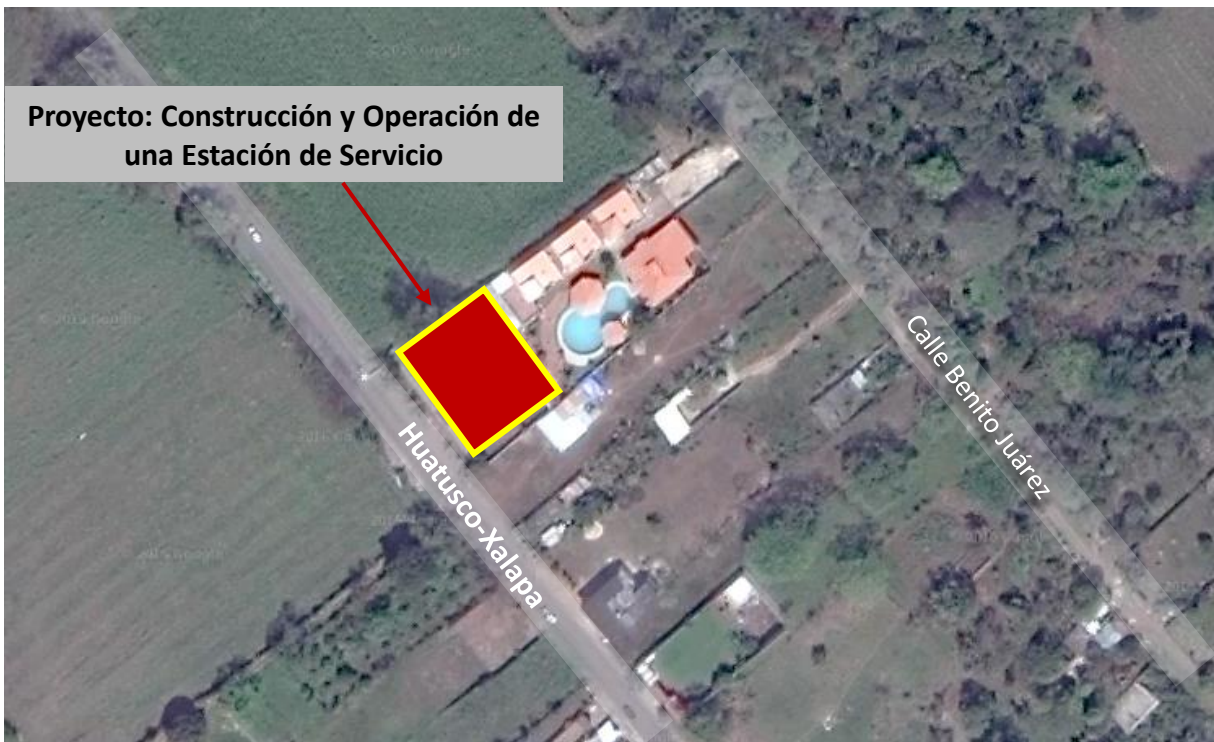 Proyecto: Construcción y Operación de
una Estación de Servicio
Calle Benito Juárez
Huatusco-Xalapa